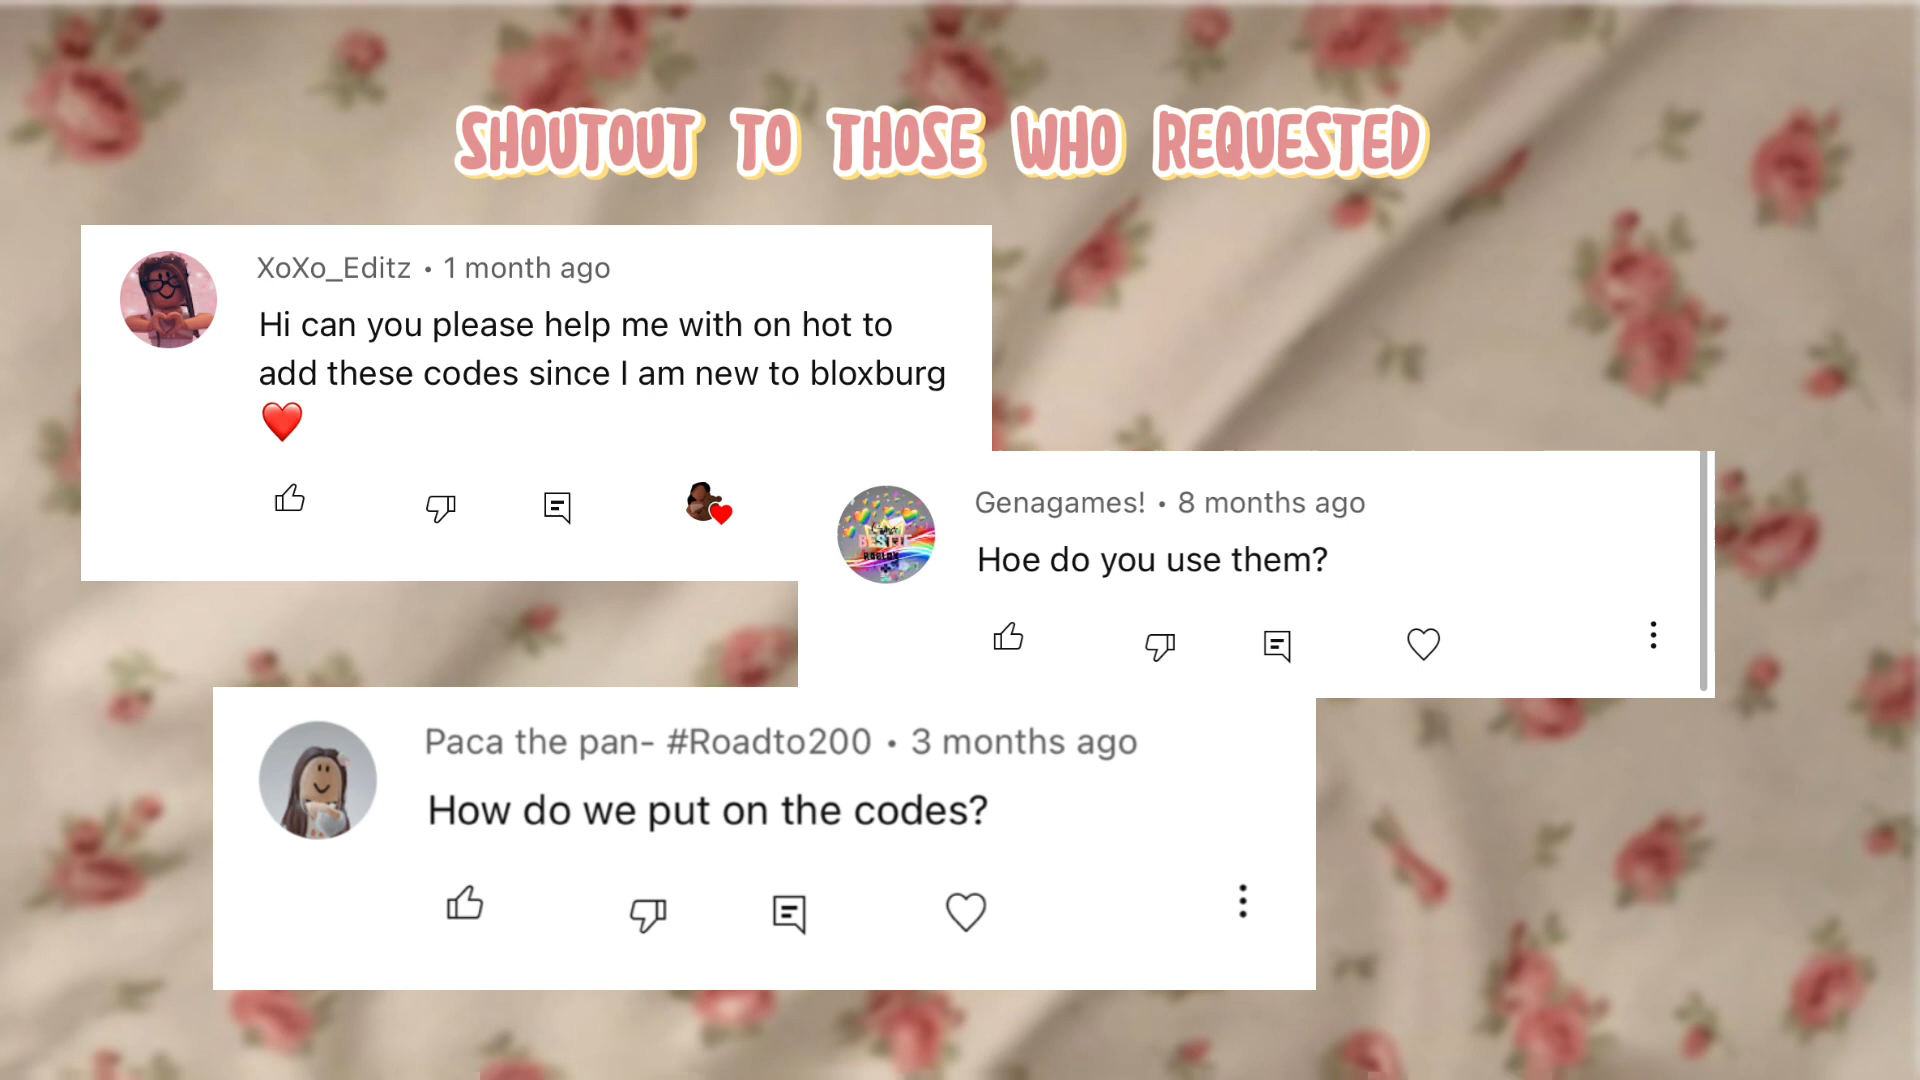 SHOUTOUT TO THOSE WHO REQUESTED
XoXo_Editz • 1 month ago
Hi can you please help me with on hot to
add these codes since I am new to bloxburg
❤️
Genagames! • 8 months ago
BESTIE
ROBLOX
Hoe do you use them?
Paca the pan- #Roadto200 • 3 months ago
How do we put on the codes?